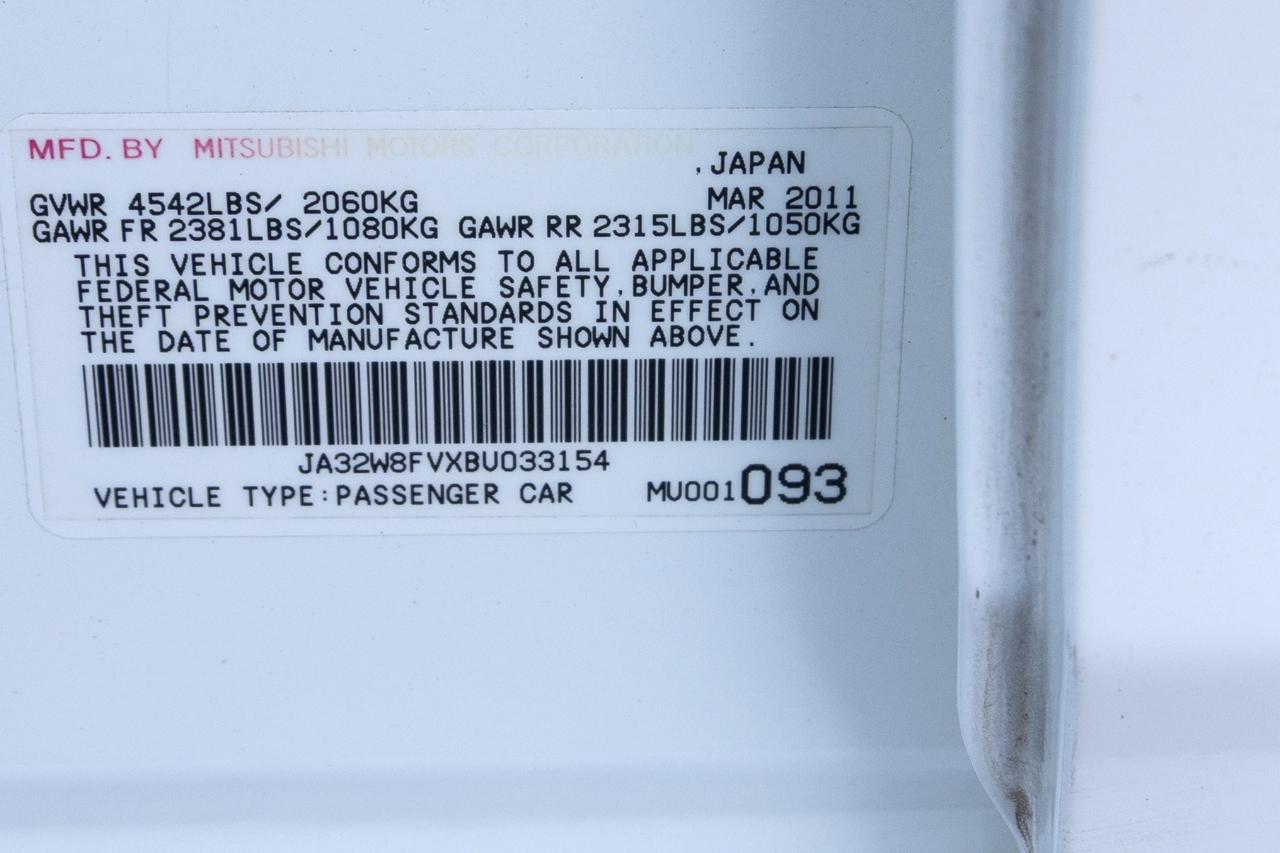 MFD. BY MITSUBISHI MOTORS CORPORATION
, JAPAN
GVWR 4542LBS/ 2060KG MAR 2011
GAWR FR 2381LBS/1080KG GAWR RR 2315LBS/1050KG
THIS VEHICLE CONFORMS TO ALL APPLICABLE
FEDERAL MOTOR VEHICLE SAFETY,BUMPER,AND
THEFT PREVENTION STANDARDS IN EFFECT ON
THE DATE OF MANUFACTURE SHOWN ABOVE.
JA32W8FVXBU033154
VEHICLE TYPE:PASSENGER CAR MU001093